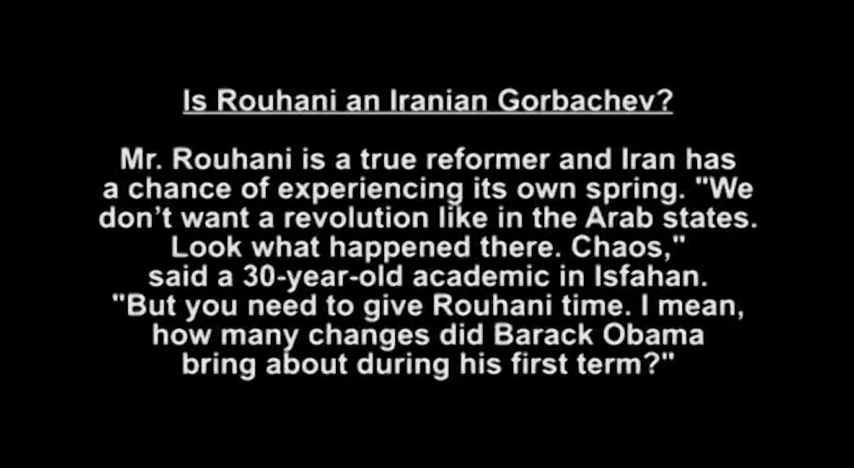 Is Rouhani an Iranian Gorbachev?
Mr. Rouhani is a true reformer and Iran has
a chance of experiencing its own spring. "We
don't want a revolution like in the Arab states.
Look what happened there. Chaos,"
said a 30-year-old academic in Isfahan.
"But you need to give Rouhani time. I mean,
how many changes did Barack Obama
bring about during his first term?"